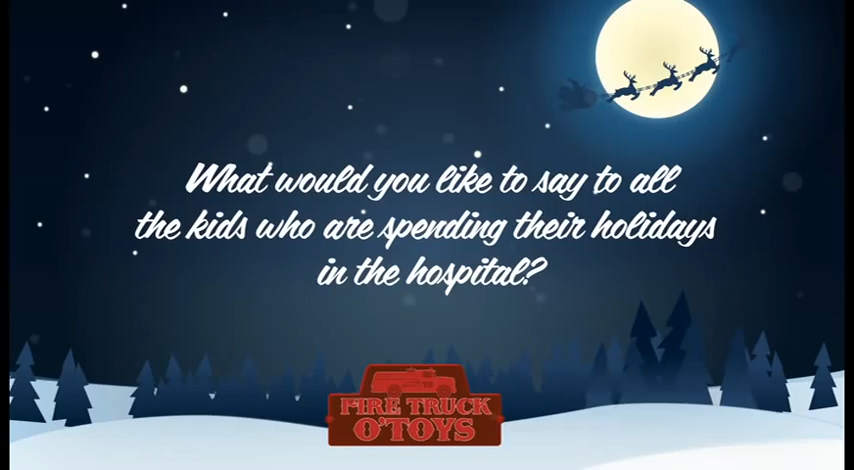 What would you like to say to all
the kids who are spending their holidays
in the hospital?
FIRE TRUCK
O'TOYS